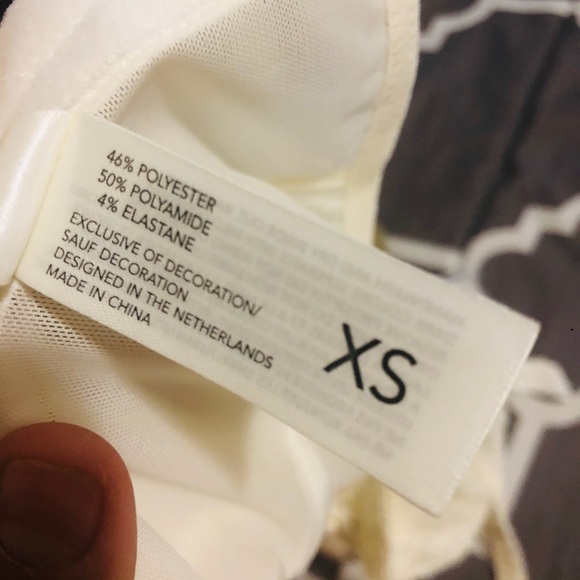 46% POLYESTER
50% POLYAMIDE
4% ELASTANE
EXCLUSIVE OF DECORATION/
SAUF DECORATION
DESIGNED IN THE NETHERLANDS
MADE IN CHINA
XS